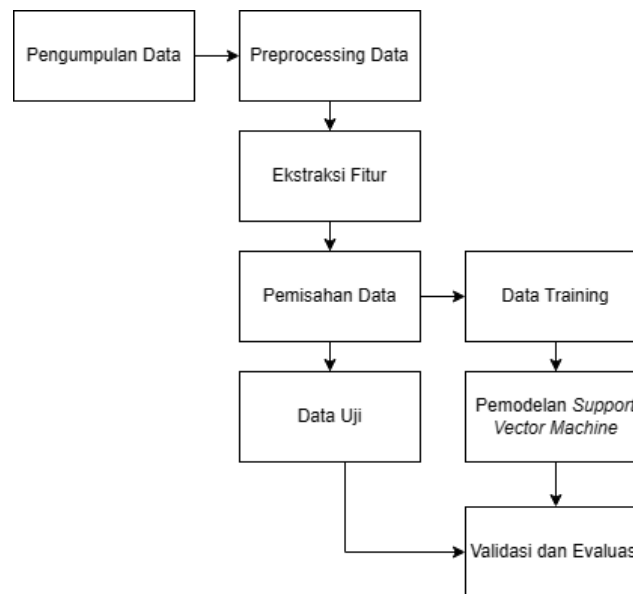 Pengumpulan Data
Preprocessing Data
Ekstraksi Fitur
Pemisahan Data
Data Training
Data Uji
Pemodelan Support
Vector Machine
Validasi dan Evaluas